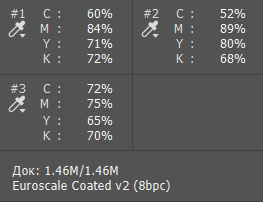 #1 C : 60%
M : 84%
Y : 71%
K : 72%
#2 C : 52%
M : 89%
Y : 80%
K : 68%
#3 C : 72%
M : 75%
Y : 65%
K : 70%
Док: 1.46M/1.46M
Euroscale Coated v2 (8bpc)